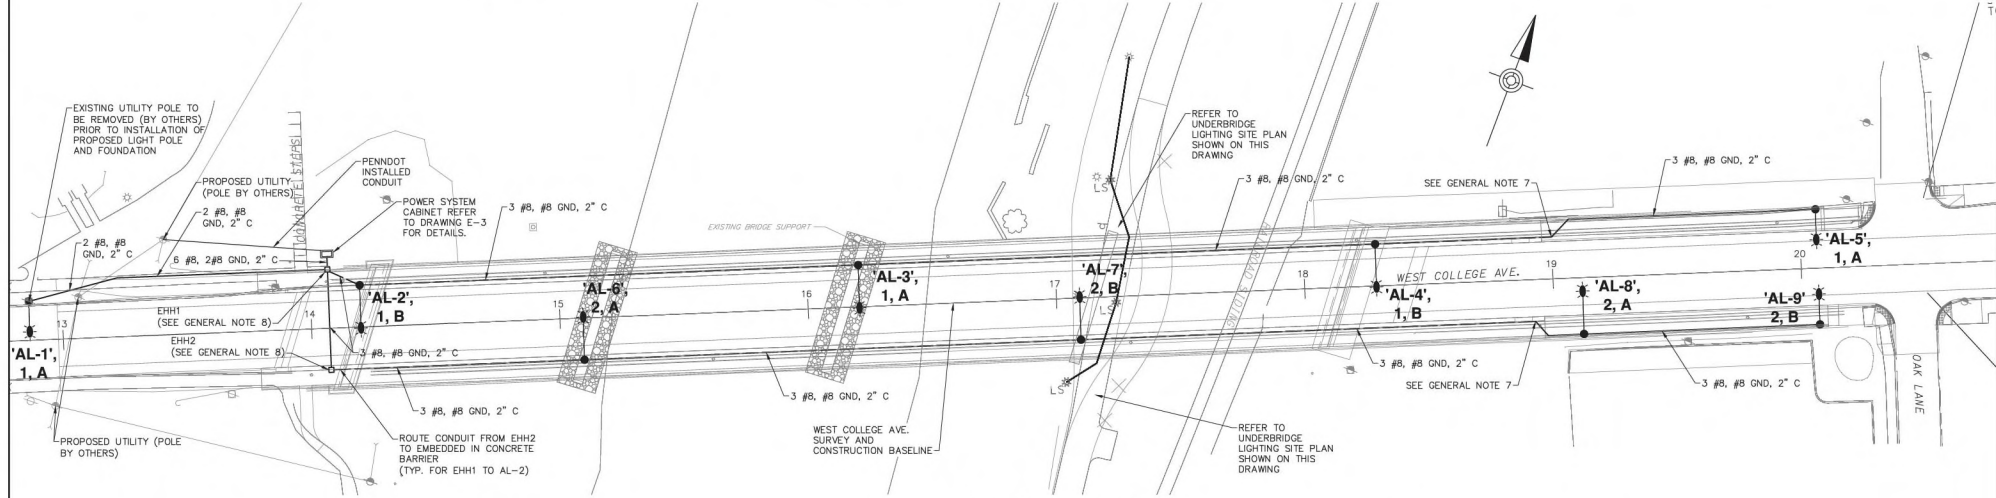 EXISTING UTILITY POLE TO
BE REMOVED (BY OTHERS)
PRIOR TO INSTALLATION OF
PROPOSED LIGHT POLE
AND FOUNDATION
PROPOSED UTILITY
(POLE BY OTHERS)
2 #8, #8
GND, 2" C
2 #8, #8
GND, 2" C
6 #8, 2#8 GND, 2" C
CONCRETE STEPS
PENNDOT
INSTALLED
CONDUIT
POWER SYSTEM
CABINET REFER
TO DRAWING E-3
FOR DETAILS.
3 #8, #8 GND, 2" C
EXISTING BRIDGE SUPPORT
REFER TO
UNDERBRIDGE
LIGHTING SITE PLAN
SHOWN ON THIS
DRAWING
LS
3 #8, #8 GND, 2" C
SEE GENERAL NOTE 7
3 #8, #8 GND, 2" C
'AL-1',
1, A
13
EHH1
(SEE GENERAL NOTE 8)
EHH2
(SEE GENERAL NOTE 8)
14
'AL-2',
1, B
3 #8, #8 GND, 2" C
15
'AL-6',
2, A
16
'AL-3',
1, A
17
'AL-7',
2, B
LS
RAILROAD SIDING
18
WEST COLLEGE AVE.
'AL-4',
1, B
19
'AL-8',
2, A
20
'AL-5',
1, A
'AL-9'
2, B
OAK LANE
PROPOSED UTILITY (POLE
BY OTHERS)
3 #8, #8 GND, 2" C
ROUTE CONDUIT FROM EHH2
TO EMBEDDED IN CONCRETE
BARRIER
(TYP. FOR EHH1 TO AL-2)
3 #8, #8 GND, 2" C
WEST COLLEGE AVE.
SURVEY AND
CONSTRUCTION BASELINE
LS
REFER TO
UNDERBRIDGE
LIGHTING SITE PLAN
SHOWN ON THIS
DRAWING
3 #8, #8 GND, 2" C
SEE GENERAL NOTE 7
3 #8, #8 GND, 2" C